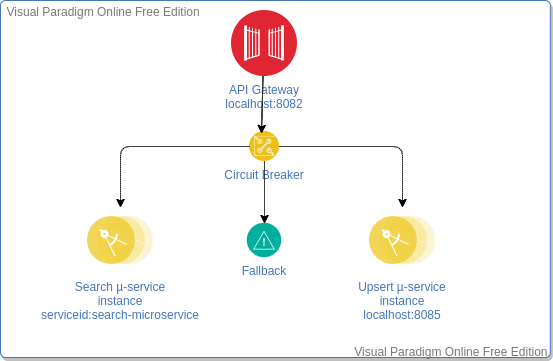 Visual Paradigm Online Free Edition
API Gateway
localhost:8082
Circuit Breaker
Search µ-service
instance
serviceid:search-microservice
Fallback
Upsert µ-service
instance
localhost:8085
Visual Paradigm Online Free Edition